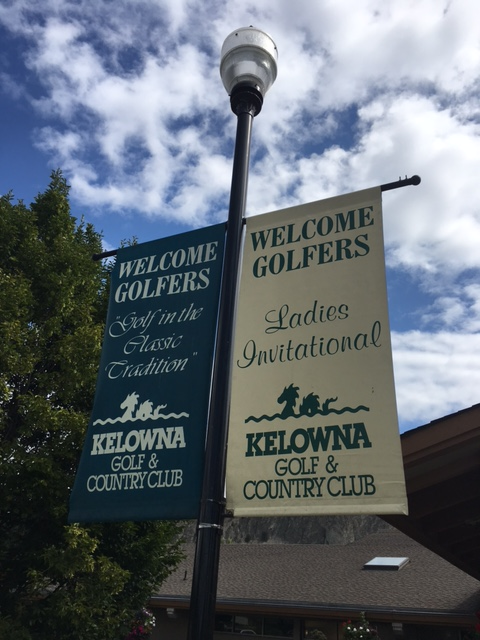 WELCOME
GOLFERS
"Golf in the
Classic
Tradition"
KELOWNA
GOLF &
COUNTRY CLUB
WELCOME
GOLFERS
Ladies
Invitational
KELOWNA
GOLF &
COUNTRY CLUB